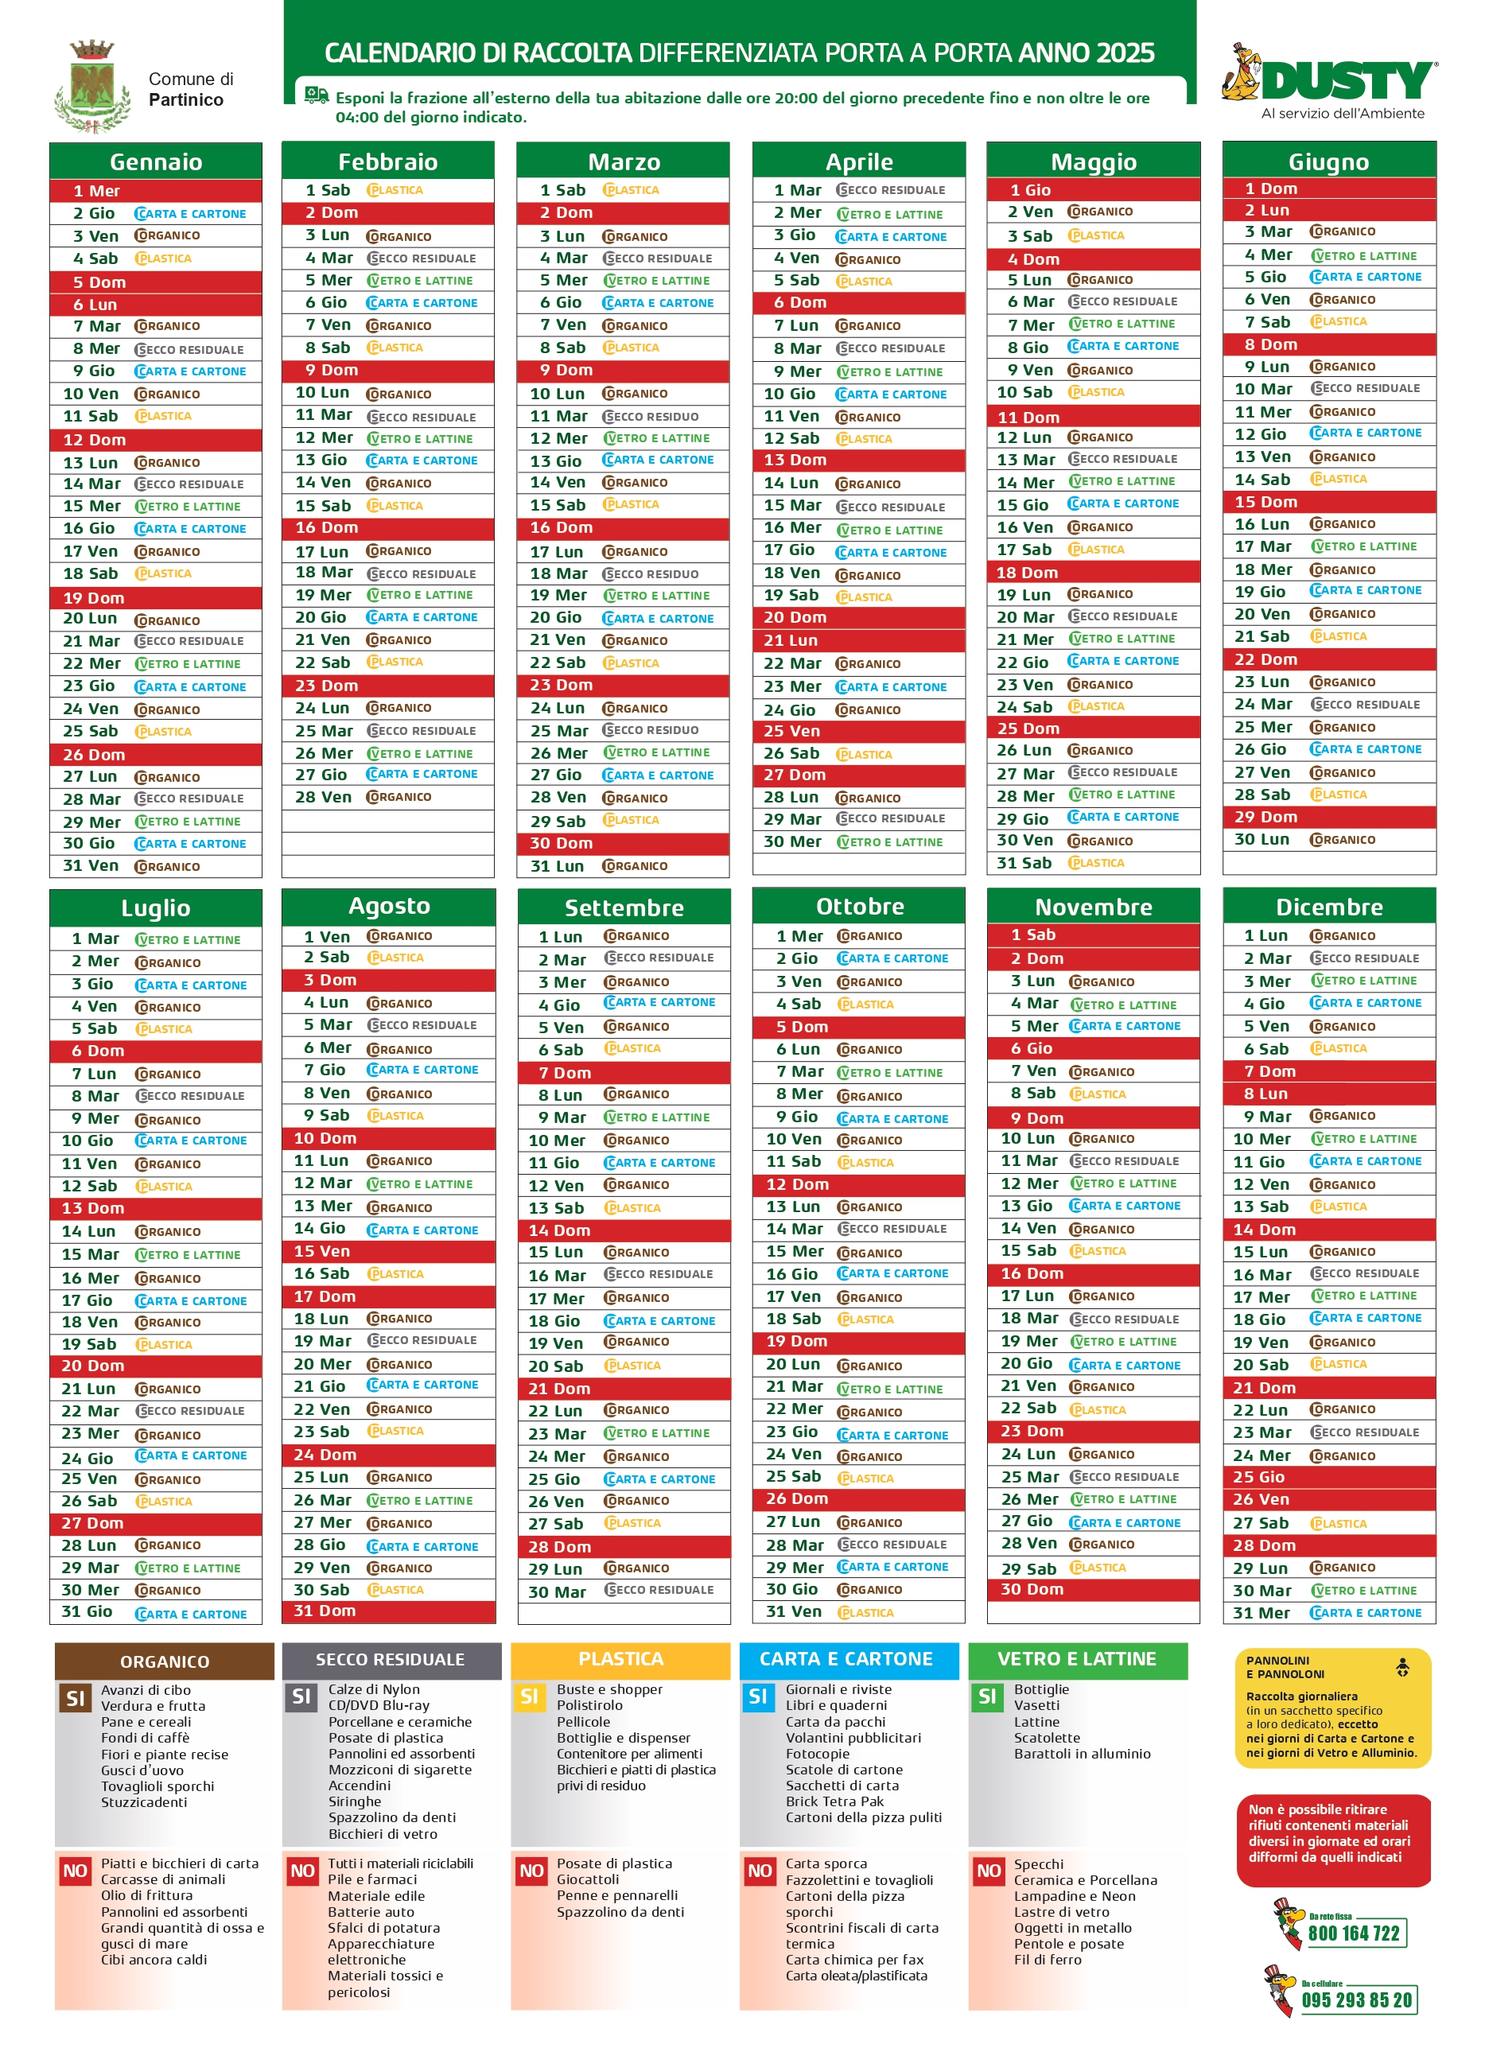 Comune di
Partinico
CALENDARIO DI RACCOLTA DIFFERENZIATA PORTA A PORTA ANNO 2025
Esponi la frazione all'esterno della tua abitazione dalle ore 20:00 del giorno precedente fino e non oltre le ore
04:00 del giorno indicato.
DUSTY®
Al servizio dell'Ambiente
Gennaio
1 Mer
2 Gio CARTA E CARTONE
3 Ven ORGANICO
4 Sab PLASTICA
5 Dom
6 Lun
7 Mar ORGANICO
8 Mer SECCO RESIDUALE
9 Gio CARTA E CARTONE
10 Ven ORGANICO
11 Sab PLASTICA
12 Dom
13 Lun ORGANICO
14 Mar SECCO RESIDUALE
15 Mer VETRO E LATTINE
16 Gio CARTA E CARTONE
17 Ven ORGANICO
18 Sab PLASTICA
19 Dom
20 Lun ORGANICO
21 Mar SECCO RESIDUALE
22 Mer VETRO E LATTINE
23 Gio CARTA E CARTONE
24 Ven ORGANICO
25 Sab PLASTICA
26 Dom
27 Lun ORGANICO
28 Mar SECCO RESIDUALE
29 Mer VETRO E LATTINE
30 Gio CARTA E CARTONE
31 Ven ORGANICO
Febbraio
1 Sab PLASTICA
2 Dom
3 Lun ORGANICO
4 Mar SECCO RESIDUALE
5 Mer VETRO E LATTINE
6 Gio CARTA E CARTONE
7 Ven ORGANICO
8 Sab PLASTICA
9 Dom
10 Lun ORGANICO
11 Mar SECCO RESIDUALE
12 Mer VETRO E LATTINE
13 Gio CARTA E CARTONE
14 Ven ORGANICO
15 Sab PLASTICA
16 Dom
17 Lun ORGANICO
18 Mar SECCO RESIDUALE
19 Mer VETRO E LATTINE
20 Gio CARTA E CARTONE
21 Ven ORGANICO
22 Sab PLASTICA
23 Dom
24 Lun ORGANICO
25 Mar SECCO RESIDUALE
26 Mer VETRO E LATTINE
27 Gio CARTA E CARTONE
28 Ven ORGANICO
Marzo
1 Sab PLASTICA
2 Dom
3 Lun ORGANICO
4 Mar SECCO RESIDUALE
5 Mer VETRO E LATTINE
6 Gio CARTA E CARTONE
7 Ven ORGANICO
8 Sab PLASTICA
9 Dom
10 Lun ORGANICO
11 Mar SECCO RESIDUO
12 Mer VETRO E LATTINE
13 Gio CARTA E CARTONE
14 Ven ORGANICO
15 Sab PLASTICA
16 Dom
17 Lun ORGANICO
18 Mar SECCO RESIDUO
19 Mer VETRO E LATTINE
20 Gio CARTA E CARTONE
21 Ven ORGANICO
22 Sab PLASTICA
23 Dom
24 Lun ORGANICO
25 Mar SECCO RESIDUO
26 Mer VETRO E LATTINE
27 Gio CARTA E CARTONE
28 Ven ORGANICO
29 Sab PLASTICA
30 Dom
31 Lun ORGANICO
Aprile
1 Mar SECCO RESIDUALE
2 Mer VETRO E LATTINE
3 Gio CARTA E CARTONE
4 Ven ORGANICO
5 Sab PLASTICA
6 Dom
7 Lun ORGANICO
8 Mar SECCO RESIDUALE
9 Mer VETRO E LATTINE
10 Gio CARTA E CARTONE
11 Ven ORGANICO
12 Sab PLASTICA
13 Dom
14 Lun ORGANICO
15 Mar SECCO RESIDUALE
16 Mer VETRO E LATTINE
17 Gio CARTA E CARTONE
18 Ven ORGANICO
19 Sab PLASTICA
20 Dom
21 Lun
22 Mar ORGANICO
23 Mer CARTA E CARTONE
24 Gio ORGANICO
25 Ven
26 Sab PLASTICA
27 Dom
28 Lun ORGANICO
29 Mar SECCO RESIDUALE
30 Mer VETRO E LATTINE
Maggio
1 Gio
2 Ven ORGANICO
3 Sab PLASTICA
4 Dom
5 Lun ORGANICO
6 Mar SECCO RESIDUALE
7 Mer VETRO E LATTINE
8 Gio CARTA E CARTONE
9 Ven ORGANICO
10 Sab PLASTICA
11 Dom
12 Lun ORGANICO
13 Mar SECCO RESIDUALE
14 Mer VETRO E LATTINE
15 Gio CARTA E CARTONE
16 Ven ORGANICO
17 Sab PLASTICA
18 Dom
19 Lun ORGANICO
20 Mar SECCO RESIDUALE
21 Mer VETRO E LATTINE
22 Gio CARTA E CARTONE
23 Ven ORGANICO
24 Sab PLASTICA
25 Dom
26 Lun ORGANICO
27 Mar SECCO RESIDUALE
28 Mer VETRO E LATTINE
29 Gio CARTA E CARTONE
30 Ven ORGANICO
31 Sab PLASTICA
Giugno
1 Dom
2 Lun
3 Mar ORGANICO
4 Mer VETRO E LATTINE
5 Gio CARTA E CARTONE
6 Ven ORGANICO
7 Sab PLASTICA
8 Dom
9 Lun ORGANICO
10 Mar SECCO RESIDUALE
11 Mer ORGANICO
12 Gio CARTA E CARTONE
13 Ven ORGANICO
14 Sab PLASTICA
15 Dom
16 Lun ORGANICO
17 Mar VETRO E LATTINE
18 Mer ORGANICO
19 Gio CARTA E CARTONE
20 Ven ORGANICO
21 Sab PLASTICA
22 Dom
23 Lun ORGANICO
24 Mar SECCO RESIDUALE
25 Mer ORGANICO
26 Gio CARTA E CARTONE
27 Ven ORGANICO
28 Sab PLASTICA
29 Dom
30 Lun ORGANICO
Luglio
1 Mar VETRO E LATTINE
2 Mer ORGANICO
3 Gio CARTA E CARTONE
4 Ven ORGANICO
5 Sab PLASTICA
6 Dom
7 Lun ORGANICO
8 Mar SECCO RESIDUALE
9 Mer ORGANICO
10 Gio CARTA E CARTONE
11 Ven ORGANICO
12 Sab PLASTICA
13 Dom
14 Lun ORGANICO
15 Mar VETRO E LATTINE
16 Mer ORGANICO
17 Gio CARTA E CARTONE
18 Ven ORGANICO
19 Sab PLASTICA
20 Dom
21 Lun ORGANICO
22 Mar SECCO RESIDUALE
23 Mer ORGANICO
24 Gio CARTA E CARTONE
25 Ven ORGANICO
26 Sab PLASTICA
27 Dom
28 Lun ORGANICO
29 Mar VETRO E LATTINE
30 Mer ORGANICO
31 Gio CARTA E CARTONE
Agosto
1 Ven ORGANICO
2 Sab PLASTICA
3 Dom
4 Lun ORGANICO
5 Mar SECCO RESIDUALE
6 Mer ORGANICO
7 Gio CARTA E CARTONE
8 Ven ORGANICO
9 Sab PLASTICA
10 Dom
11 Lun ORGANICO
12 Mar VETRO E LATTINE
13 Mer ORGANICO
14 Gio CARTA E CARTONE
15 Ven
16 Sab PLASTICA
17 Dom
18 Lun ORGANICO
19 Mar SECCO RESIDUALE
20 Mer ORGANICO
21 Gio CARTA E CARTONE
22 Ven ORGANICO
23 Sab PLASTICA
24 Dom
25 Lun ORGANICO
26 Mar VETRO E LATTINE
27 Mer ORGANICO
28 Gio CARTA E CARTONE
29 Ven ORGANICO
30 Sab PLASTICA
31 Dom
Settembre
1 Lun ORGANICO
2 Mar SECCO RESIDUALE
3 Mer ORGANICO
4 Gio CARTA E CARTONE
5 Ven ORGANICO
6 Sab PLASTICA
7 Dom
8 Lun ORGANICO
9 Mar VETRO E LATTINE
10 Mer ORGANICO
11 Gio CARTA E CARTONE
12 Ven ORGANICO
13 Sab PLASTICA
14 Dom
15 Lun ORGANICO
16 Mar SECCO RESIDUALE
17 Mer ORGANICO
18 Gio CARTA E CARTONE
19 Ven ORGANICO
20 Sab PLASTICA
21 Dom
22 Lun ORGANICO
23 Mar VETRO E LATTINE
24 Mer ORGANICO
25 Gio CARTA E CARTONE
26 Ven ORGANICO
27 Sab PLASTICA
28 Dom
29 Lun ORGANICO
30 Mar SECCO RESIDUALE
Ottobre
1 Mer ORGANICO
2 Gio CARTA E CARTONE
3 Ven ORGANICO
4 Sab PLASTICA
5 Dom
6 Lun ORGANICO
7 Mar VETRO E LATTINE
8 Mer ORGANICO
9 Gio CARTA E CARTONE
10 Ven ORGANICO
11 Sab PLASTICA
12 Dom
13 Lun ORGANICO
14 Mar SECCO RESIDUALE
15 Mer ORGANICO
16 Gio CARTA E CARTONE
17 Ven ORGANICO
18 Sab PLASTICA
19 Dom
20 Lun ORGANICO
21 Mar VETRO E LATTINE
22 Mer ORGANICO
23 Gio CARTA E CARTONE
24 Ven ORGANICO
25 Sab PLASTICA
26 Dom
27 Lun ORGANICO
28 Mar SECCO RESIDUALE
29 Mer CARTA E CARTONE
30 Gio ORGANICO
31 Ven PLASTICA
Novembre
1 Sab
2 Dom
3 Lun ORGANICO
4 Mar VETRO E LATTINE
5 Mer CARTA E CARTONE
6 Gio
7 Ven ORGANICO
8 Sab PLASTICA
9 Dom
10 Lun ORGANICO
11 Mar SECCO RESIDUALE
12 Mer VETRO E LATTINE
13 Gio CARTA E CARTONE
14 Ven ORGANICO
15 Sab PLASTICA
16 Dom
17 Lun ORGANICO
18 Mar SECCO RESIDUALE
19 Mer VETRO E LATTINE
20 Gio CARTA E CARTONE
21 Ven ORGANICO
22 Sab PLASTICA
23 Dom
24 Lun ORGANICO
25 Mar SECCO RESIDUALE
26 Mer VETRO E LATTINE
27 Gio CARTA E CARTONE
28 Ven ORGANICO
29 Sab PLASTICA
30 Dom
Dicembre
1 Lun ORGANICO
2 Mar SECCO RESIDUALE
3 Mer VETRO E LATTINE
4 Gio CARTA E CARTONE
5 Ven ORGANICO
6 Sab PLASTICA
7 Dom
8 Lun
9 Mar ORGANICO
10 Mer VETRO E LATTINE
11 Gio CARTA E CARTONE
12 Ven ORGANICO
13 Sab PLASTICA
14 Dom
15 Lun ORGANICO
16 Mar SECCO RESIDUALE
17 Mer VETRO E LATTINE
18 Gio CARTA E CARTONE
19 Ven ORGANICO
20 Sab PLASTICA
21 Dom
22 Lun ORGANICO
23 Mar SECCO RESIDUALE
24 Mer ORGANICO
25 Gio
26 Ven
27 Sab PLASTICA
28 Dom
29 Lun ORGANICO
30 Mar VETRO E LATTINE
31 Mer CARTA E CARTONE
ORGANICO
SI
Avanzi di cibo
Verdura e frutta
Pane e cereali
Fondi di caffè
Fiori e piante recise
Gusci d'uovo
Tovaglioli sporchi
Stuzzicadenti
NO
Piatti e bicchieri di carta
Carcasse di animali
Olio di frittura
Pannolini ed assorbenti
Grandi quantità di ossa e
gusci di mare
Cibi ancora caldi
SECCO RESIDUALE
SI
Calze di Nylon
CD/DVD Blu-ray
Porcellane e ceramiche
Posate di plastica
Pannolini ed assorbenti
Mozziconi di sigarette
Accendini
Siringhe
Spazzolino da denti
Bicchieri di vetro
NO
Tutti i materiali riciclabili
Pile e farmaci
Materiale edile
Batterie auto
Sfalci di potatura
Apparecchiature
elettroniche
Materiali tossici e
pericolosi
PLASTICA
SI
Buste e shopper
Polistirolo
Pellicole
Bottiglie e dispenser
Contenitore per alimenti
Bicchieri e piatti di plastica
privi di residuo
NO
Posate di plastica
Giocattoli
Penne e pennarelli
Spazzolino da denti
CARTA E CARTONE
SI
Giornali e riviste
Libri e quaderni
Carta da pacchi
Volantini pubblicitari
Fotocopie
Scatole di cartone
Sacchetti di carta
Brick Tetra Pak
Cartoni della pizza puliti
NO
Carta sporca
Fazzolettini e tovaglioli
Cartoni della pizza
sporchi
Scontrini fiscali di carta
termica
Carta chimica per fax
Carta oleata/plastificata
VETRO E LATTINE
SI
Bottiglie
Vasetti
Lattine
Scatolette
Barattoli in alluminio
NO
Specchi
Ceramica e Porcellana
Lampadine e Neon
Lastre di vetro
Oggetti in metallo
Pentole e posate
Fil di ferro
PANNOLINI
E PANNOLONI
Raccolta giornaliera
(in un sacchetto specifico
a loro dedicato), eccetto
nei giorni di Carta e Cartone e
nei giorni di Vetro e Alluminio.
Non è possibile ritirare
rifiuti contenenti materiali
diversi in giornate ed orari
difformi da quelli indicati
Da rete fissa
800 164 722
Da cellulare
095 293 85 20